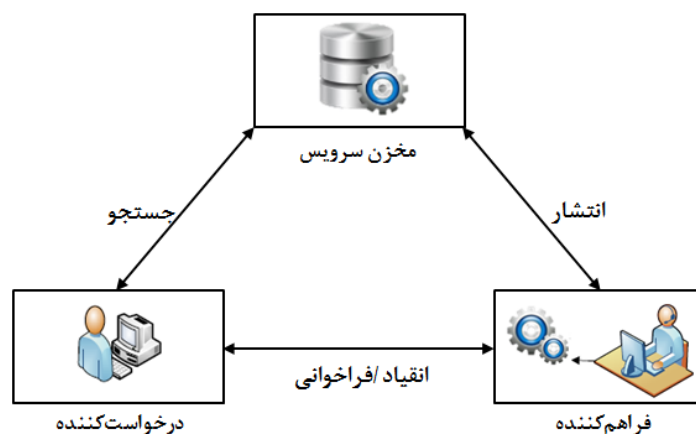 مخزن سرویس
جستجو
انتشار
انقیاد /فراخوانی
درخواست‌کننده
فراهم‌کننده